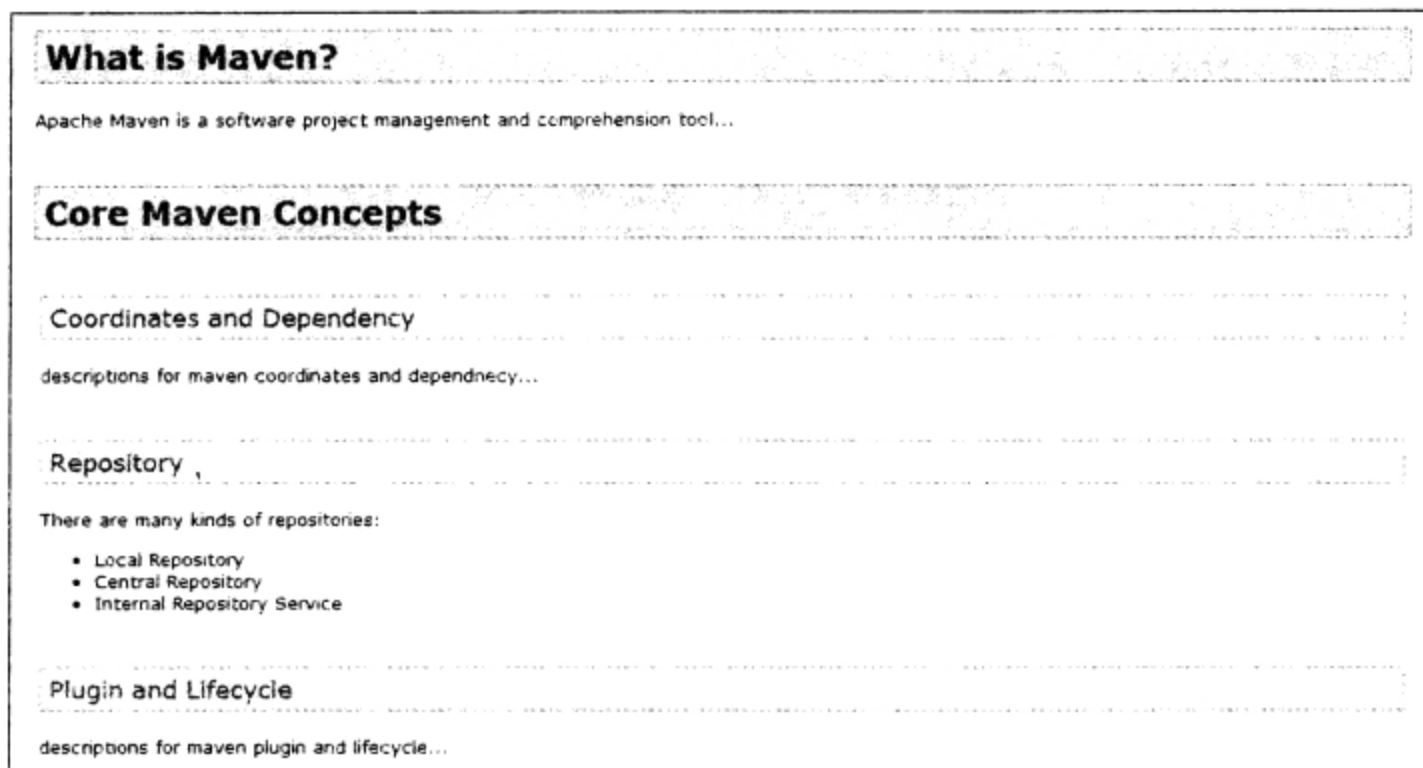 What is Maven?
Apache Maven is a software project management and comprehension tool...
Core Maven Concepts
Coordinates and Dependency
descriptions for maven coordinates and dependnecy...
Repository
There are many kinds of repositories:
• Local Repository
• Central Repository
• Internal Repository Service
Plugin and Lifecycle
descriptions for maven plugin and lifecycle...